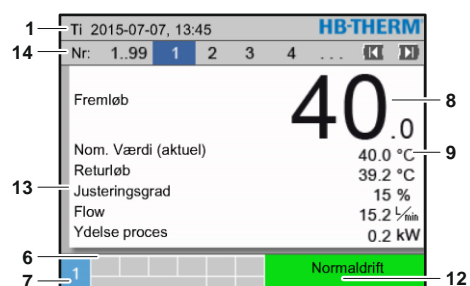 1 Ti 2015-07-07, 13:45 HB-THERM
14 Nr: 1..99 1 2 3 4 ...
Fremløb 40.0 8
Nom. Værdi (aktuel) 40.0 °C 9
Returløb 39.2 °C
13 Justeringsgrad 15 %
Flow 15.2 L/min
Ydelse proces 0.2 kW
6
7 1 Normaldrift 12